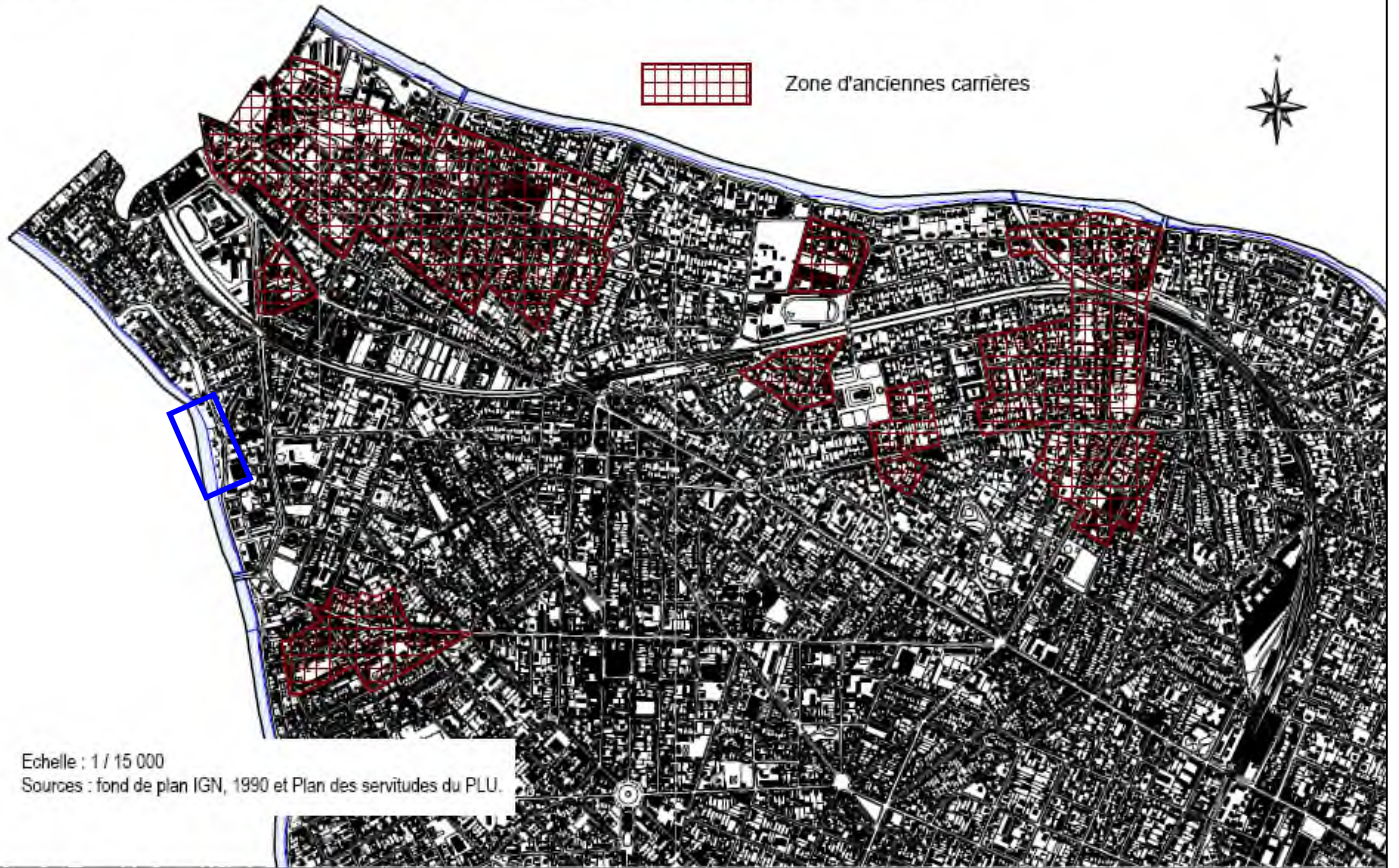 N
Zone d'anciennes carrières
Echelle : 1 / 15 000
Sources : fond de plan IGN, 1990 et Plan des servitudes du PLU.